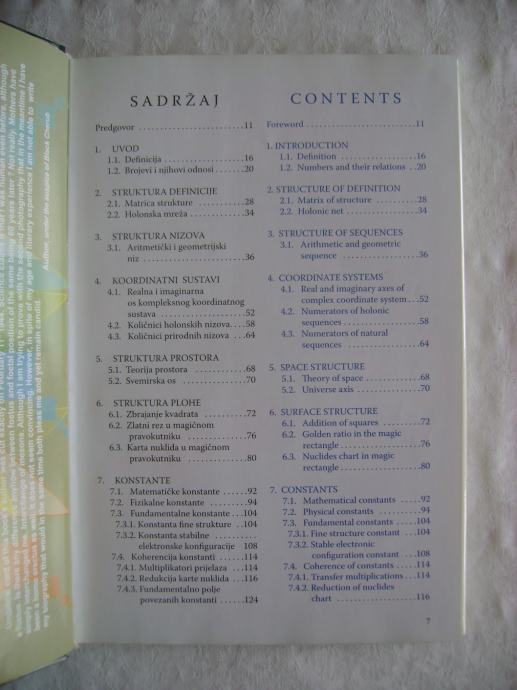 SADRŽAJ
Predgovor ........................11
1. UVOD
1.1. Definicija ...................16
1.2. Brojevi i njihovi odnosi .......20
2. STRUKTURA DEFINICIJE
2.1. Matrica strukture ............28
2.2. Holonska mreža .............34
3. STRUKTURA NIZOVA
3.1. Aritmetički i geometrijski
niz .........................36
4. KOORDINATNI SUSTAVI
4.1. Realna i imaginarna
os kompleksnog koordinatnog
sustava ....................52
4.2. Količnici holonskih nizova....58
4.3. Količnici prirodnih nizova ...64
5. STRUKTURA PROSTORA
5.1. Teorija prostora .............68
5.2. Svemirska os ................70
6. STRUKTURA PLOHE
6.1. Zbrajanje kvadrata ...........72
6.2. Zlatni rez u magičnom
pravokutniku ................76
6.3. Karta nuklida u magičnom
pravokutniku ................80
7. KONSTANTE
7.1. Matematičke konstante ......92
7.2. Fizikalne konstante ..........94
7.3. Fundamentalne konstante ...104
7.3.1. Konstanta fine strukture ..104
7.3.2. Konstanta stabilne
elektronske konfiguracije 108
7.4. Koherencija konstanti .......114
7.4.1. Multiplikatori prijelaza ...114
7.4.2. Redukcija karte nuklida ...116
7.4.3. Fundamentalno polje
povezanih konstanti ......124
CONTENTS
Foreword ..........................11
1. INTRODUCTION
1.1. Definition ...................16
1.2. Numbers and their relations ..20
2. STRUCTURE OF DEFINITION
2.1. Matrix of structure ...........28
2.2. Holonic net .................34
3. STRUCTURE OF SEQUENCES
3.1. Arithmetic and geometric
sequence ...................36
4. COORDINATE SYSTEMS
4.1. Real and imaginary axes of
complex coordinate system...52
4.2. Numerators of holonic
sequences ..................58
4.3. Numerators of natural
sequences ..................64
5. SPACE STRUCTURE
5.1. Theory of space ..............68
5.2. Universe axis ................70
6. SURFACE STRUCTURE
6.1. Addition of squares ..........72
6.2. Golden ratio in the magic
rectangle ....................76
6.3. Nuclides chart in magic
rectangle....................80
7. CONSTANTS
7.1. Mathematical constants .....92
7.2. Physical constants ..........94
7.3. Fundamental constants .....104
7.3.1. Fine structure constant ...104
7.3.2. Stable electronic
configuration constant ...108
7.4. Coherence of constants .....114
7.4.1. Transfer multiplications ....114
7.4.2. Reduction of nuclides
chart ....................116
7